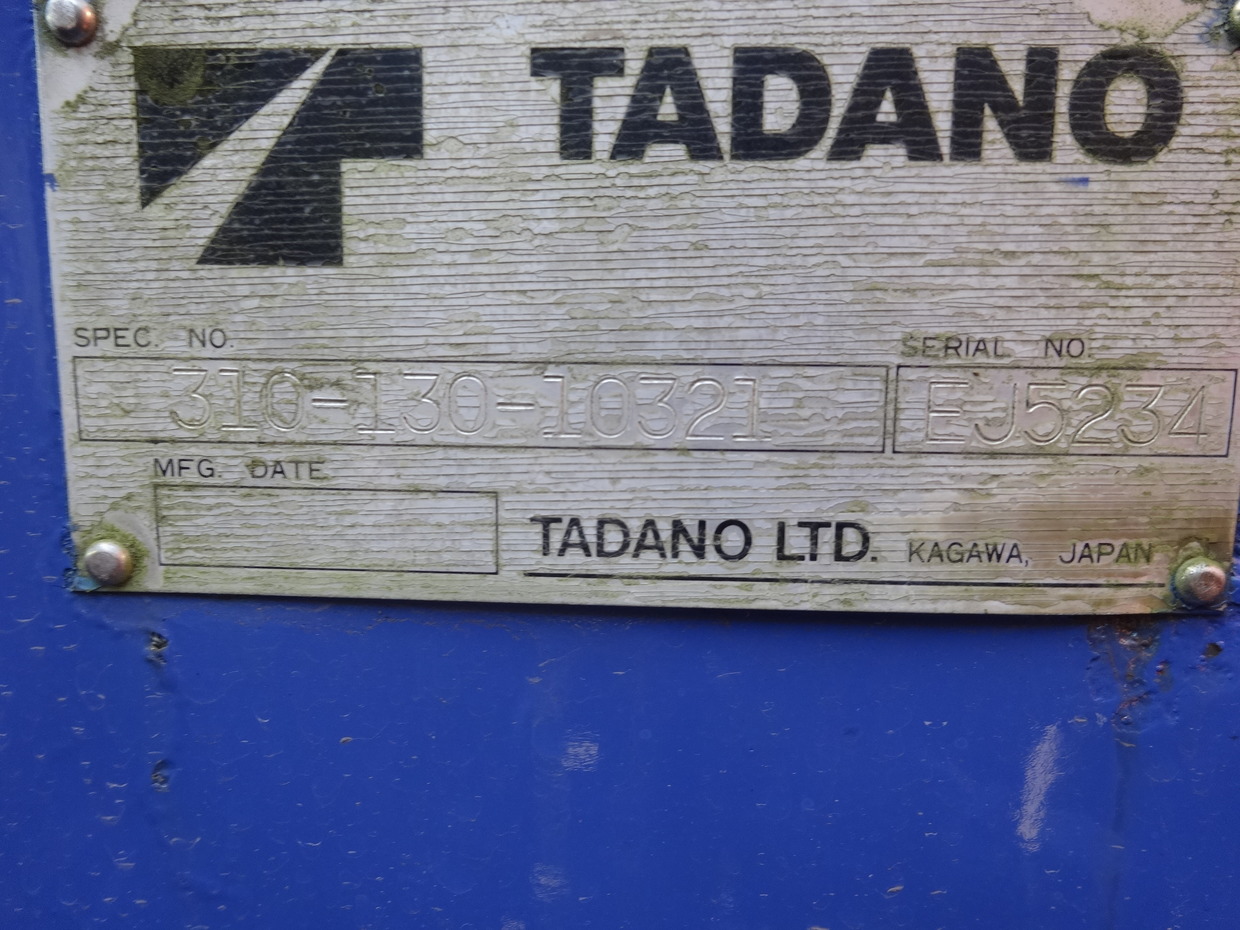 TADANO
SPEC. NO. SERIAL NO.
310-130-10321 EJ5234
MFG. DATE
TADANO LTD. KAGAWA, JAPAN